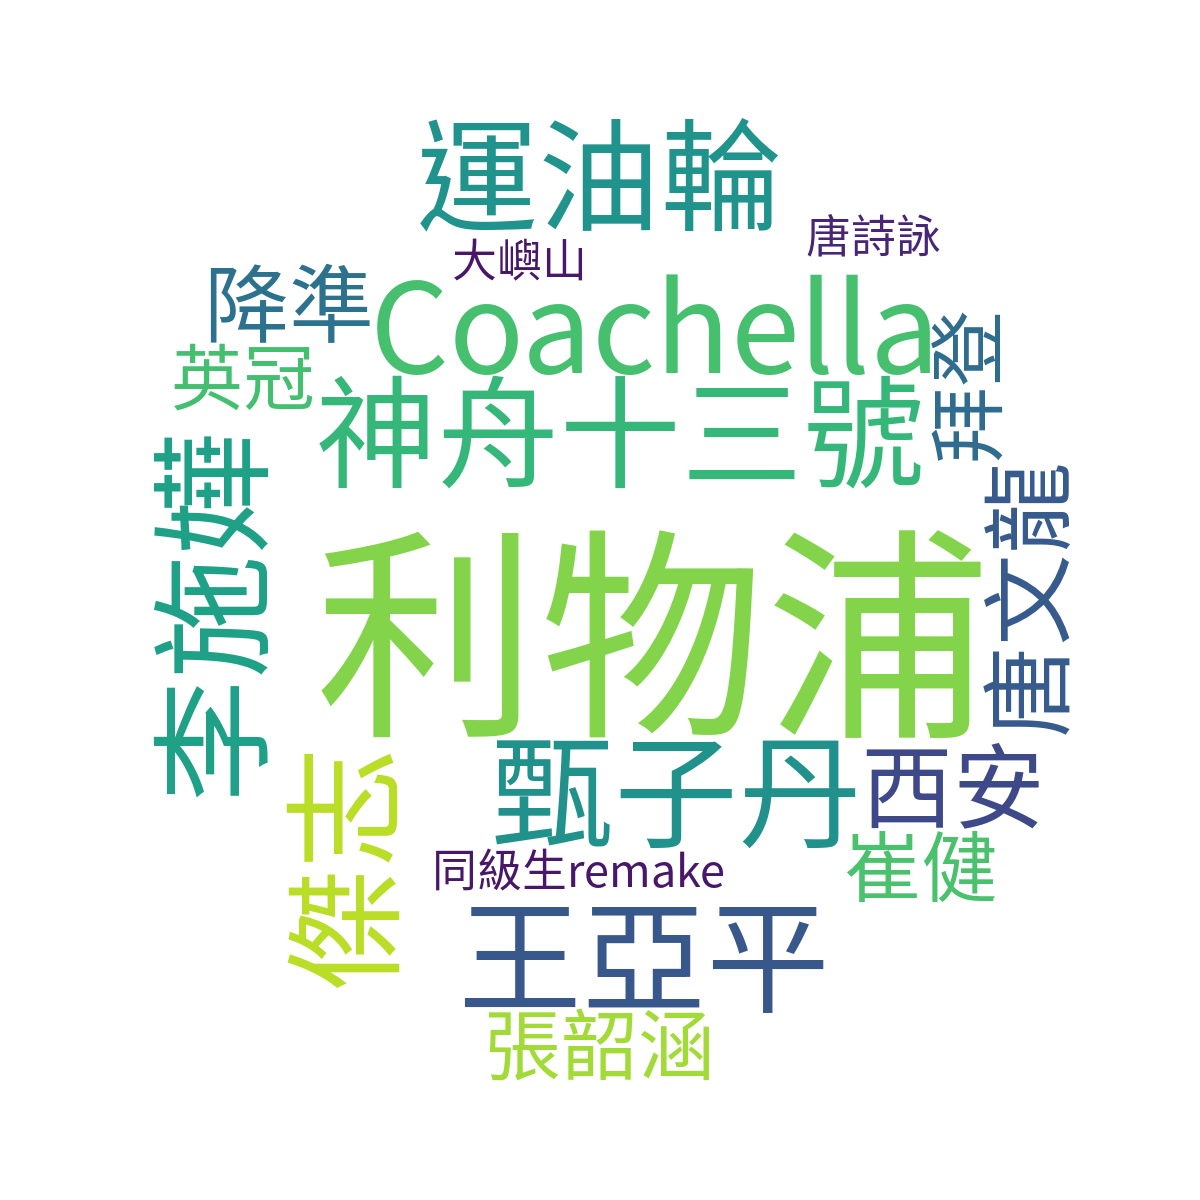 運油輪
唐詩詠
大嶼山
降準
Coachella
拜登
英冠
神舟十三號
李施嬅
唐文龍
利物浦
傑志
甄子丹
西安
崔健
同級生remake
王亞平
張韶涵